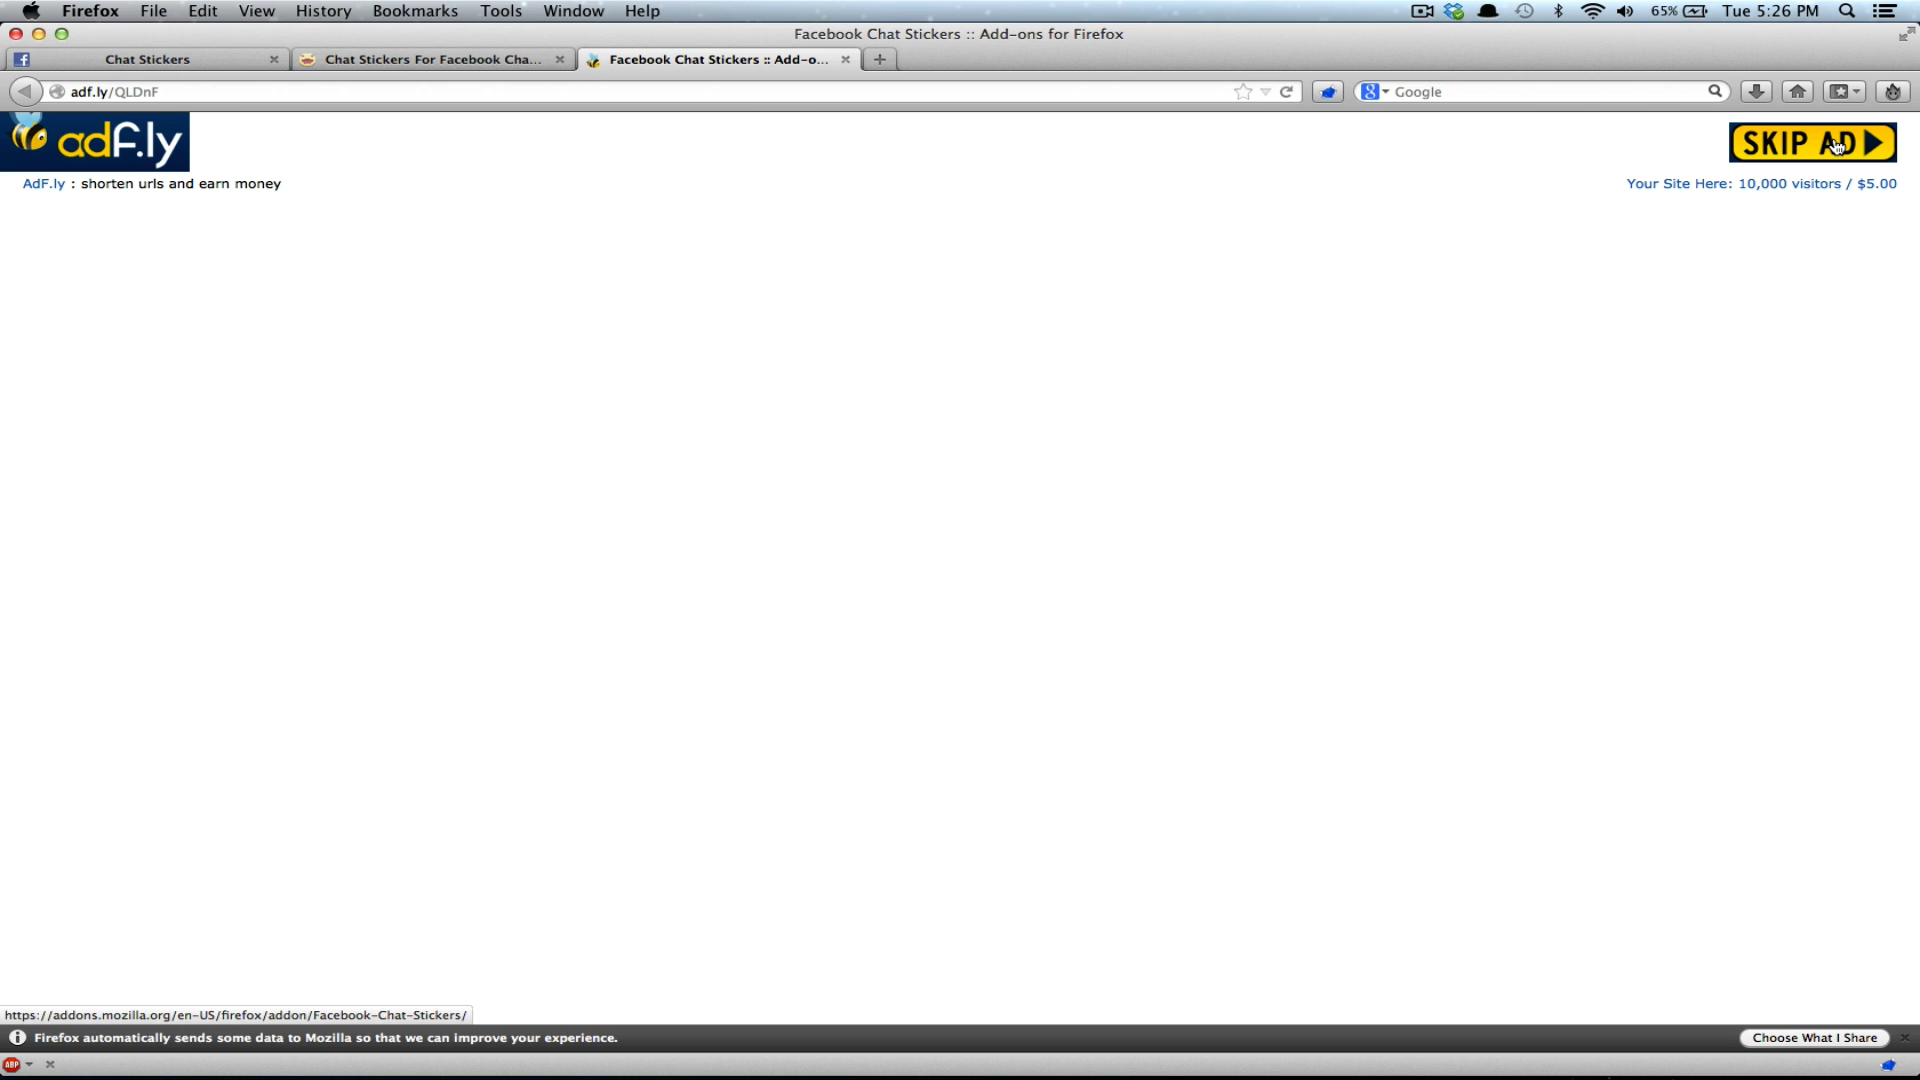 Firefox File Edit View History Bookmarks Tools Window Help 65% Tue 5:26 PM
Facebook Chat Stickers :: Add-ons for Firefox
Chat Stickers Chat Stickers For Facebook Cha... Facebook Chat Stickers :: Add-o...
adf.ly/QLDnF Google
adf.ly SKIP AD
AdF.ly : shorten urls and earn money Your Site Here: 10,000 visitors / $5.00
https://addons.mozilla.org/en-US/firefox/addon/Facebook-Chat-Stickers/
Firefox automatically sends some data to Mozilla so that we can improve your experience. Choose What I Share
ABP